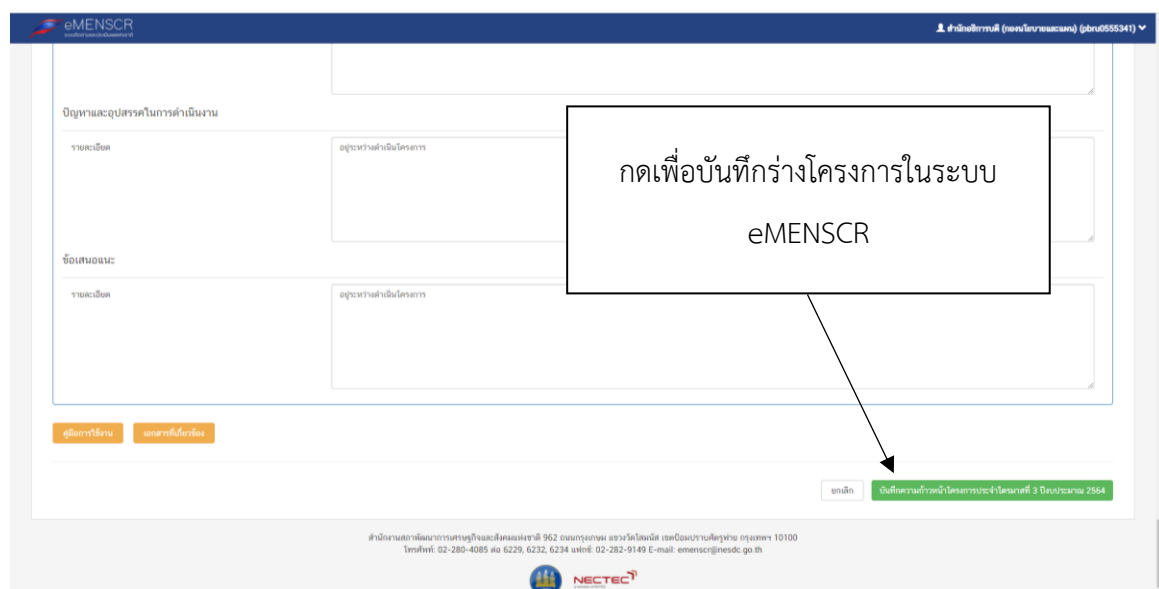 eMENSCR
สำนักอธิการบดี (กองนโยบายและแผน) (pbru0555341)
ปัญหาและอุปสรรคในการดำเนินงาน
รายละเอียด
อยู่ระหว่างดำเนินโครงการ
กดเพื่อบันทึกร่างโครงการในระบบ
eMENSCR
ข้อเสนอแนะ
รายละเอียด
อยู่ระหว่างดำเนินโครงการ
คู่มือการใช้งาน
เอกสารที่เกี่ยวข้อง
ยกเลิก
บันทึกความก้าวหน้าโครงการประจำไตรมาสที่ 3 ปีงบประมาณ 2564
สำนักงานสภาพัฒนาการเศรษฐกิจและสังคมแห่งชาติ 962 ถนนกรุงเกษม แขวงวัดโสมนัส เขตป้อมปราบศัตรูพ่าย กรุงเทพฯ 10100
โทรศัพท์: 02-280-4085 ต่อ 6229, 6232, 6234 แฟกซ์: 02-282-9149 E-mail: emenscr@nesdc.go.th
NECTEC